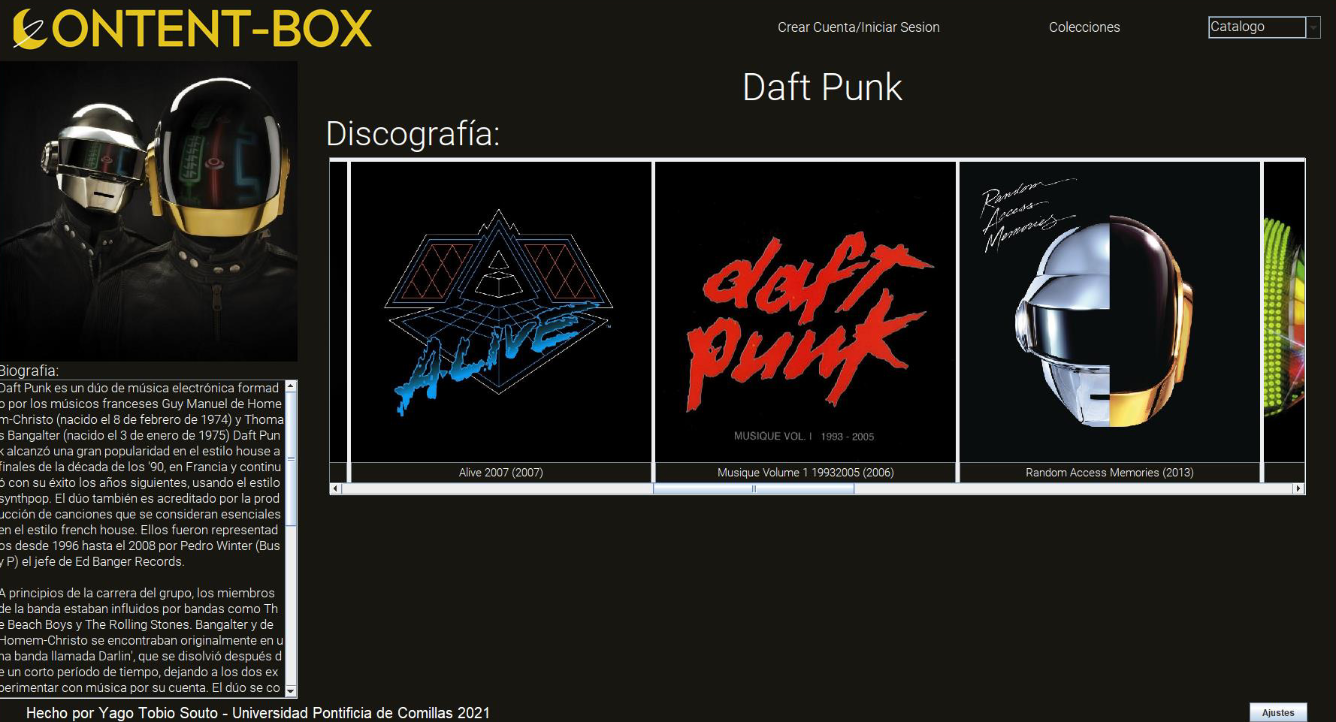 CONTENT-BOX
Crear Cuenta/Iniciar Sesion
Colecciones
Catalogo
Daft Punk
Discografía:
Random
Access
Memories
ALIVE
daft
punk
MUSIQUE VOL. I 1993 - 2005
Alive 2007 (2007)
Musique Volume 1 19932005 (2006)
Random Access Memories (2013)
Biografia:
Daft Punk es un dúo de música electrónica formad
o por los músicos franceses Guy Manuel de Home
m-Christo (nacido el 8 de febrero de 1974) y Thoma
s Bangalter (nacido el 3 de enero de 1975) Daft Pun
k alcanzó una gran popularidad en el estilo house a
finales de la década de los '90, en Francia y continu
ó con su éxito los años siguientes, usando el estilo
synthpop. El dúo también es acreditado por la prod
ucción de canciones que se consideran esenciales
en el estilo french house. Ellos fueron representad
os desde 1996 hasta el 2008 por Pedro Winter (Bus
y P) el jefe de Ed Banger Records.
A principios de la carrera del grupo, los miembros
de la banda estaban influidos por bandas como Th
e Beach Boys y The Rolling Stones. Bangalter y de
Homem-Christo se encontraban originalmente en u
na banda llamada Darlin', que se disolvió después d
e un corto período de tiempo, dejando a los dos ex
perimentar con música por su cuenta. El dúo se co
Hecho por Yago Tobio Souto - Universidad Pontificia de Comillas 2021
Ajustes